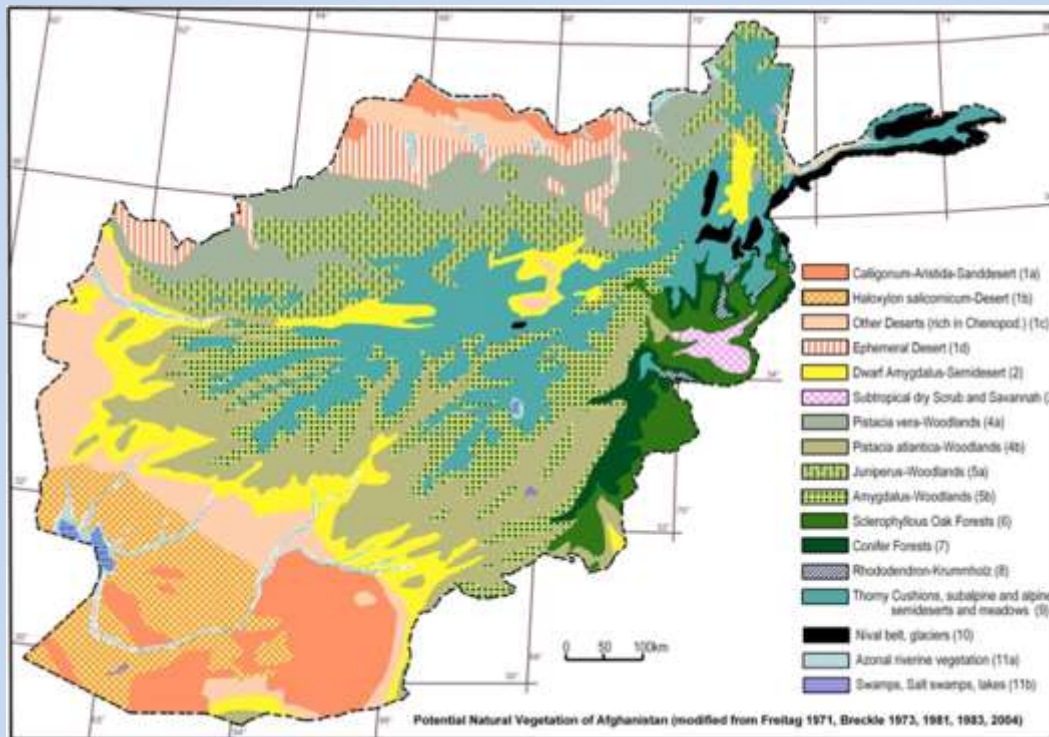 Calligonum-Aristida-Sanddesert (1a)
Haloxylon salicornicum-Desert (1b)
Other Deserts (rich in Chenopod.) (1c)
Ephemeral Desert (1d)
Dwarf Amygdalus-Semidesert (2)
Subtropical dry Scrub and Savannah (
Pistacia vera-Woodlands (4a)
Pistacia atlantica-Woodlands (4b)
Juniperus-Woodlands (5a)
Amygdalus-Woodlands (5b)
Sclerophyllous Oak Forests (6)
Conifer Forests (7)
Rhododendron-Krummholz (8)
Thorny Cushions, subalpine and alpine
semideserts and meadows (9)
Nival belt, glaciers (10)
Azonal riverine vegetation (11a)
Swamps, Salt swamps, lakes (11b)
0 50 100km
Potential Natural Vegetation of Afghanistan (modified from Freitag 1971, Breckle 1973, 1981, 1983, 2004)